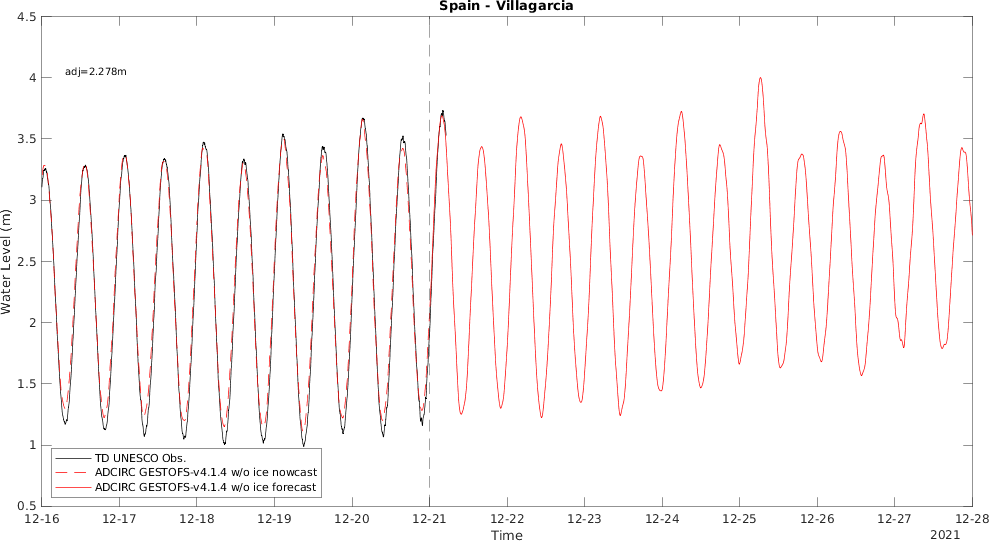 Spain - Villagarcia
4.5
4
3.5
3
2.5
2
1.5
1
0.5
Water Level (m)
adj=2.278m
TD UNESCO Obs.
ADCIRC GESTOFS-v4.1.4 w/o ice nowcast
ADCIRC GESTOFS-v4.1.4 w/o ice forecast
12-16 12-17 12-18 12-19 12-20 12-21 12-22 12-23 12-24 12-25 12-26 12-27 12-28
Time
2021